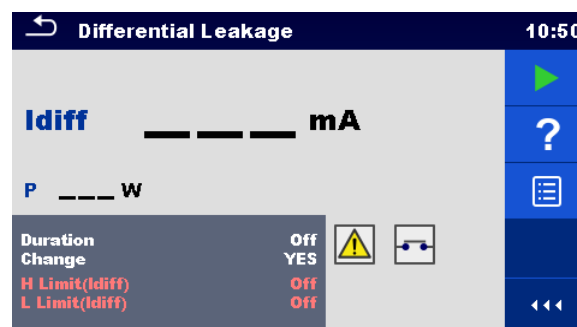 Differential Leakage 10:50
Idiff _ _ _ mA
P _ _ _ W
?
Duration Off
Change YES
H Limit(Idiff) Off
L Limit(Idiff) Off